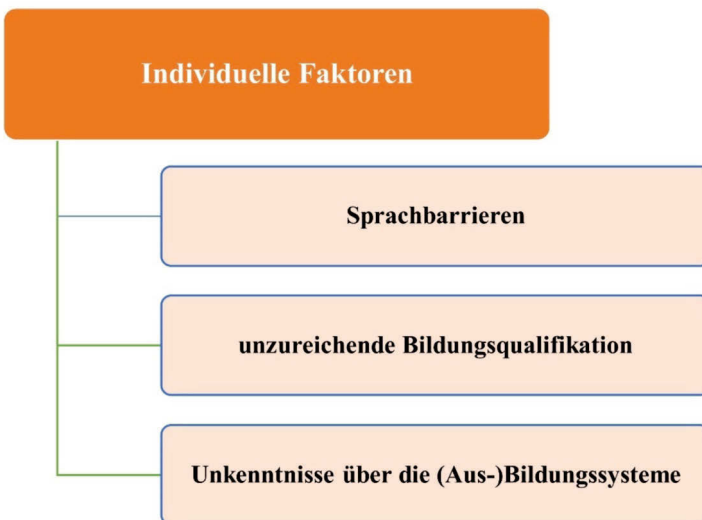 Individuelle Faktoren
Sprachbarrieren
unzureichende Bildungsqualifikation
Unkenntnisse über die (Aus-)Bildungssysteme